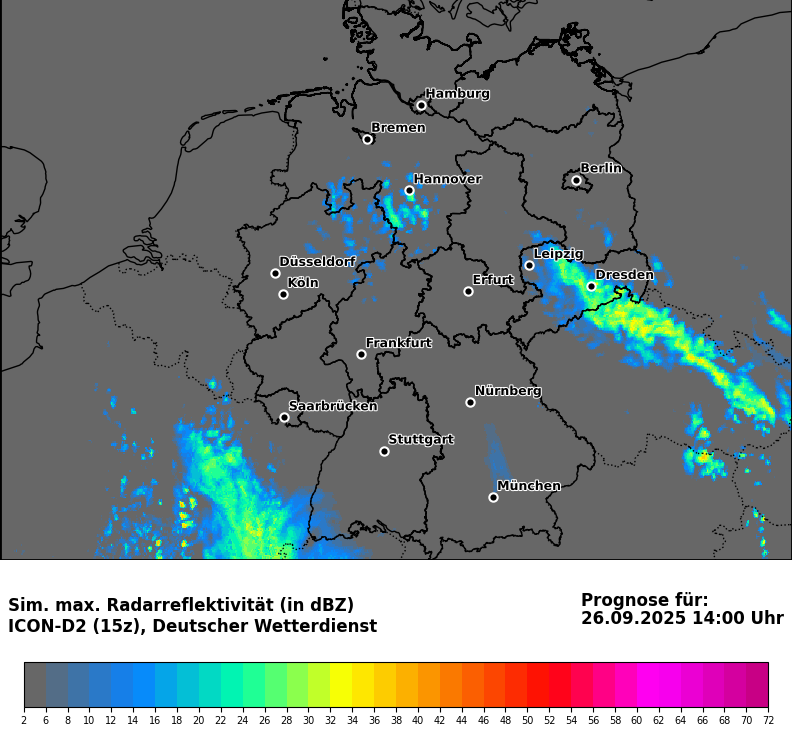 Hamburg
Bremen
Berlin
Hannover
Leipzig
Düsseldorf
Dresden
Erfurt
Köln
Frankfurt
Nürnberg
Saarbrücken
Stuttgart
München
Sim. max. Radarreflektivität (in dBZ)
ICON-D2 (15z), Deutscher Wetterdienst
Prognose für:
26.09.2025 14:00 Uhr
2 6 8 10 12 14 16 18 20 22 24 26 28 30 32 34 36 38 40 42 44 46 48 50 52 54 56 58 60 62 64 66 68 70 72